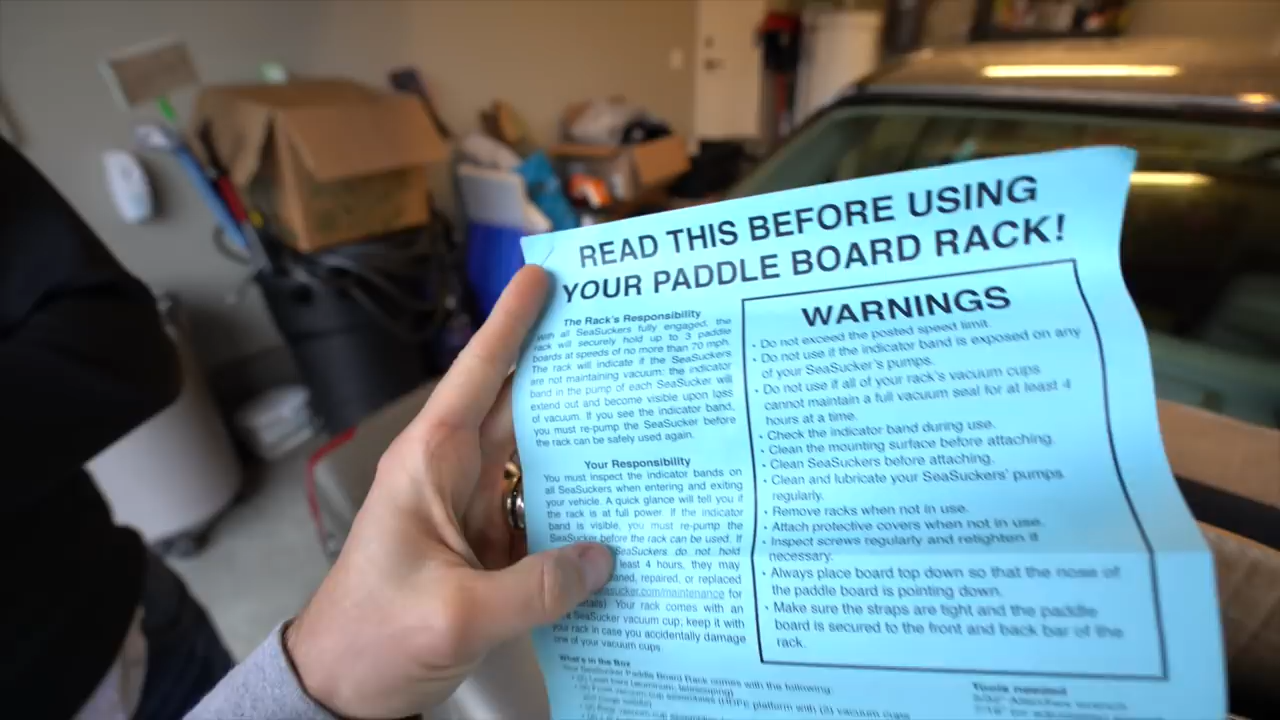 READ THIS BEFORE USING
YOUR PADDLE BOARD RACK!
The Rack's Responsibility
With all SeaSuckers fully engaged, the
rack will securely hold up to 3 paddle
boards at speeds of no more than 70 mph.
The rack will indicate if the SeaSuckers
are not maintaining vacuum: the indicator
band in the pump of each SeaSucker will
extend out and become visible upon loss
of vacuum. If you see the indicator band,
you must re-pump the SeaSucker before
the rack can be safely used again.
Your Responsibility
You must inspect the indicator bands on
all SeaSuckers when entering and exiting
your vehicle. A quick glance will tell you if
the rack is at full power. If the indicator
band is visible, you must re-pump the
SeaSucker before the rack can be used. If
SeaSuckers do not hold
least 4 hours, they may
repaired, or replaced
for
Your rack comes with an
SeaSucker vacuum cup; keep it with
your rack in case you accidentally damage
one of your vacuum cups.
What's in the Box
Your SeaSucker Paddle Board Rack comes with the following:
platform with (3) vacuum cups
WARNINGS
• Do not exceed the posted speed limit.
• Do not use if the indicator band is exposed on any
of your SeaSucker's pumps.
• Do not use if all of your rack's vacuum cups
cannot maintain a full vacuum seal for at least 4
hours at a time.
• Check the indicator band during use.
• Clean the mounting surface before attaching.
• Clean SeaSuckers before attaching.
• Clean and lubricate your SeaSuckers' pumps
regularly.
• Remove racks when not in use.
• Attach protective covers when not in use.
• Inspect screws regularly and retighten if
necessary.
• Always place board top down so that the nose of
the paddle board is pointing down.
• Make sure the straps are tight and the paddle
board is secured to the front and back bar of the
rack.
Tools needed